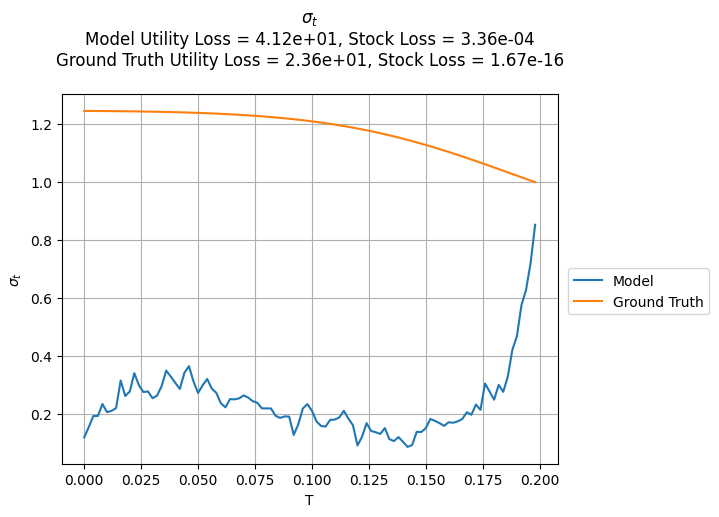 σt
Model Utility Loss = 4.12e+01, Stock Loss = 3.36e-04
Ground Truth Utility Loss = 2.36e+01, Stock Loss = 1.67e-16
1.2
1.0
0.8
0.6
0.4
0.2
σt
0.000 0.025 0.050 0.075 0.100 0.125 0.150 0.175 0.200
T
Model
Ground Truth